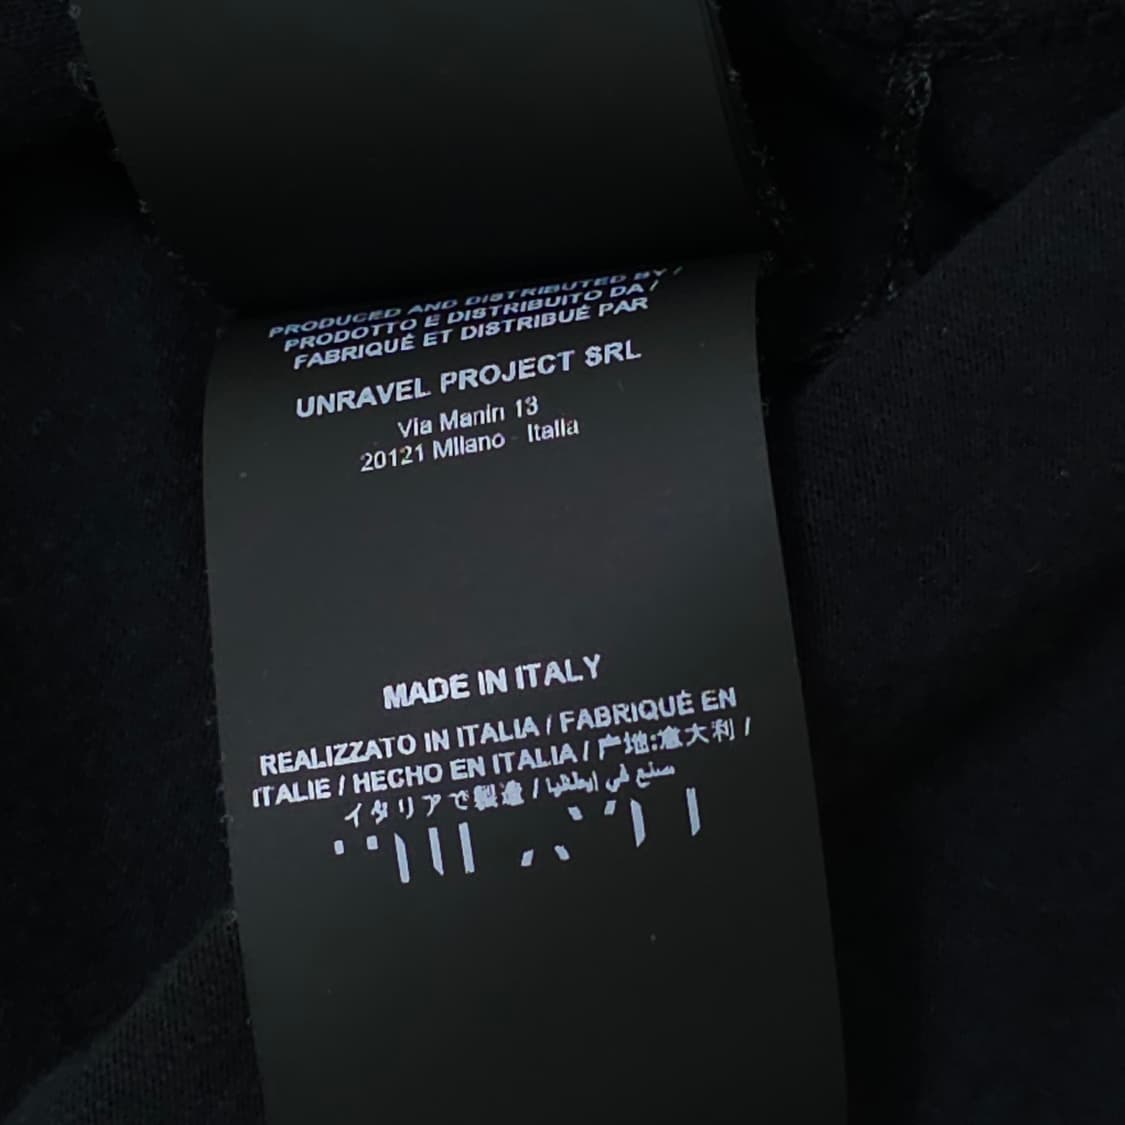 PRODUCED AND DISTRIBUTED BY /
PRODOTTO E DISTRIBUITO DA /
FABRIQUÉ ET DISTRIBUÉ PAR
UNRAVEL PROJECT SRL
Via Manin 13
20121 Milano - Italia
MADE IN ITALY
REALIZZATO IN ITALIA / FABRIQUÉ EN
ITALIE / HECHO EN ITALIA / 产地:意大利 /
イタリアで製造 / صنع في إيطاليا